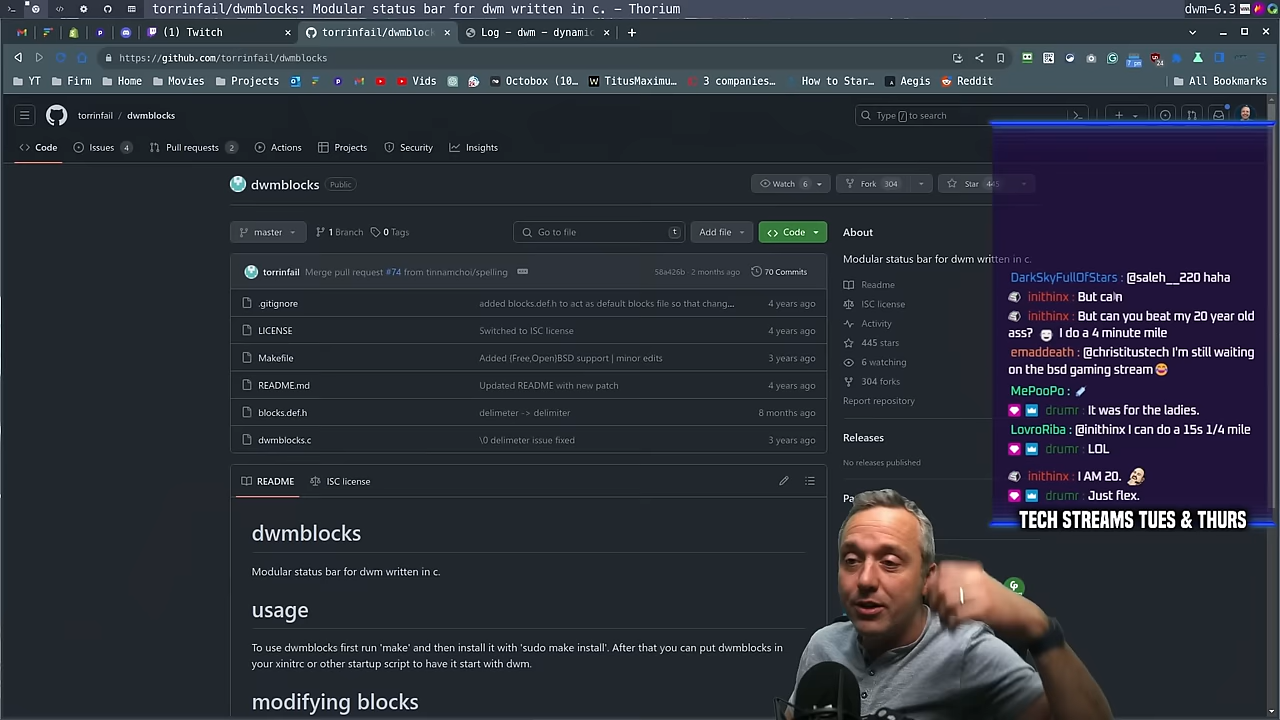 torrinfail/dwmblocks: Modular status bar for dwm written in c. – Thorium
dwm-6.3
(1) Twitch
torrinfail/dwmblock
Log - dwm - dynamic
https://github.com/torrinfail/dwmblocks
YT
Firm
Home
Movies
Projects
Vids
Octobox (10...
TitusMaximu...
3 companies...
How to Star...
Aegis
Reddit
All Bookmarks
torrinfail / dwmblocks
Type / to search
Code
Issues 4
Pull requests 2
Actions
Projects
Security
Insights
dwmblocks
Public
Watch 6
Fork 304
Star 445
master
1 Branch
0 Tags
Go to file
t
Add file
Code
torrinfail Merge pull request #74 from tinnamchoi/spelling
58a426b · 2 months ago
70 Commits
.gitignore
added blocks.def.h to act as default blocks file so that chang...
4 years ago
LICENSE
Switched to ISC license
4 years ago
Makefile
Added {Free,Open}BSD support | minor edits
3 years ago
README.md
Updated README with new patch
4 years ago
blocks.def.h
delimeter -> delimiter
8 months ago
dwmblocks.c
\0 delimeter issue fixed
3 years ago
README
ISC license
dwmblocks
Modular status bar for dwm written in c.
usage
To use dwmblocks first run 'make' and then install it with 'sudo make install'. After that you can put dwmblocks in
your xinitrc or other startup script to have it start with dwm.
modifying blocks
About
Modular status bar for dwm written in c.
Readme
ISC license
Activity
445 stars
6 watching
304 forks
Report repository
Releases
No releases published
Pa
DarkSkyFullOfStars : @saleh__220 haha
inithinx : But can
inithinx : But can you beat my 20 year old
ass? I do a 4 minute mile
emaddeath : @christitustech I'm still waiting
on the bsd gaming stream
MePooPo :
drumr : It was for the ladies.
LovroRiba : @inithinx I can do a 15s 1/4 mile
drumr : LOL
inithinx : I AM 20.
drumr : Just flex.
TECH STREAMS TUES & THURS